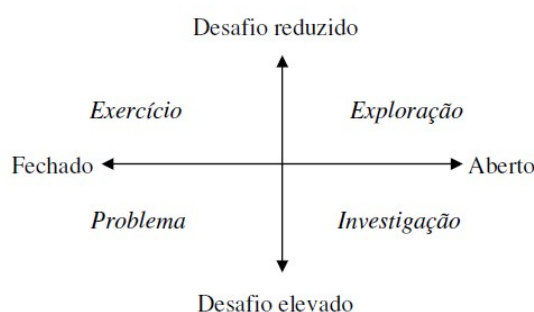 Desafio reduzido
Exercício Exploração
Fechado Aberto
Problema Investigação
Desafio elevado